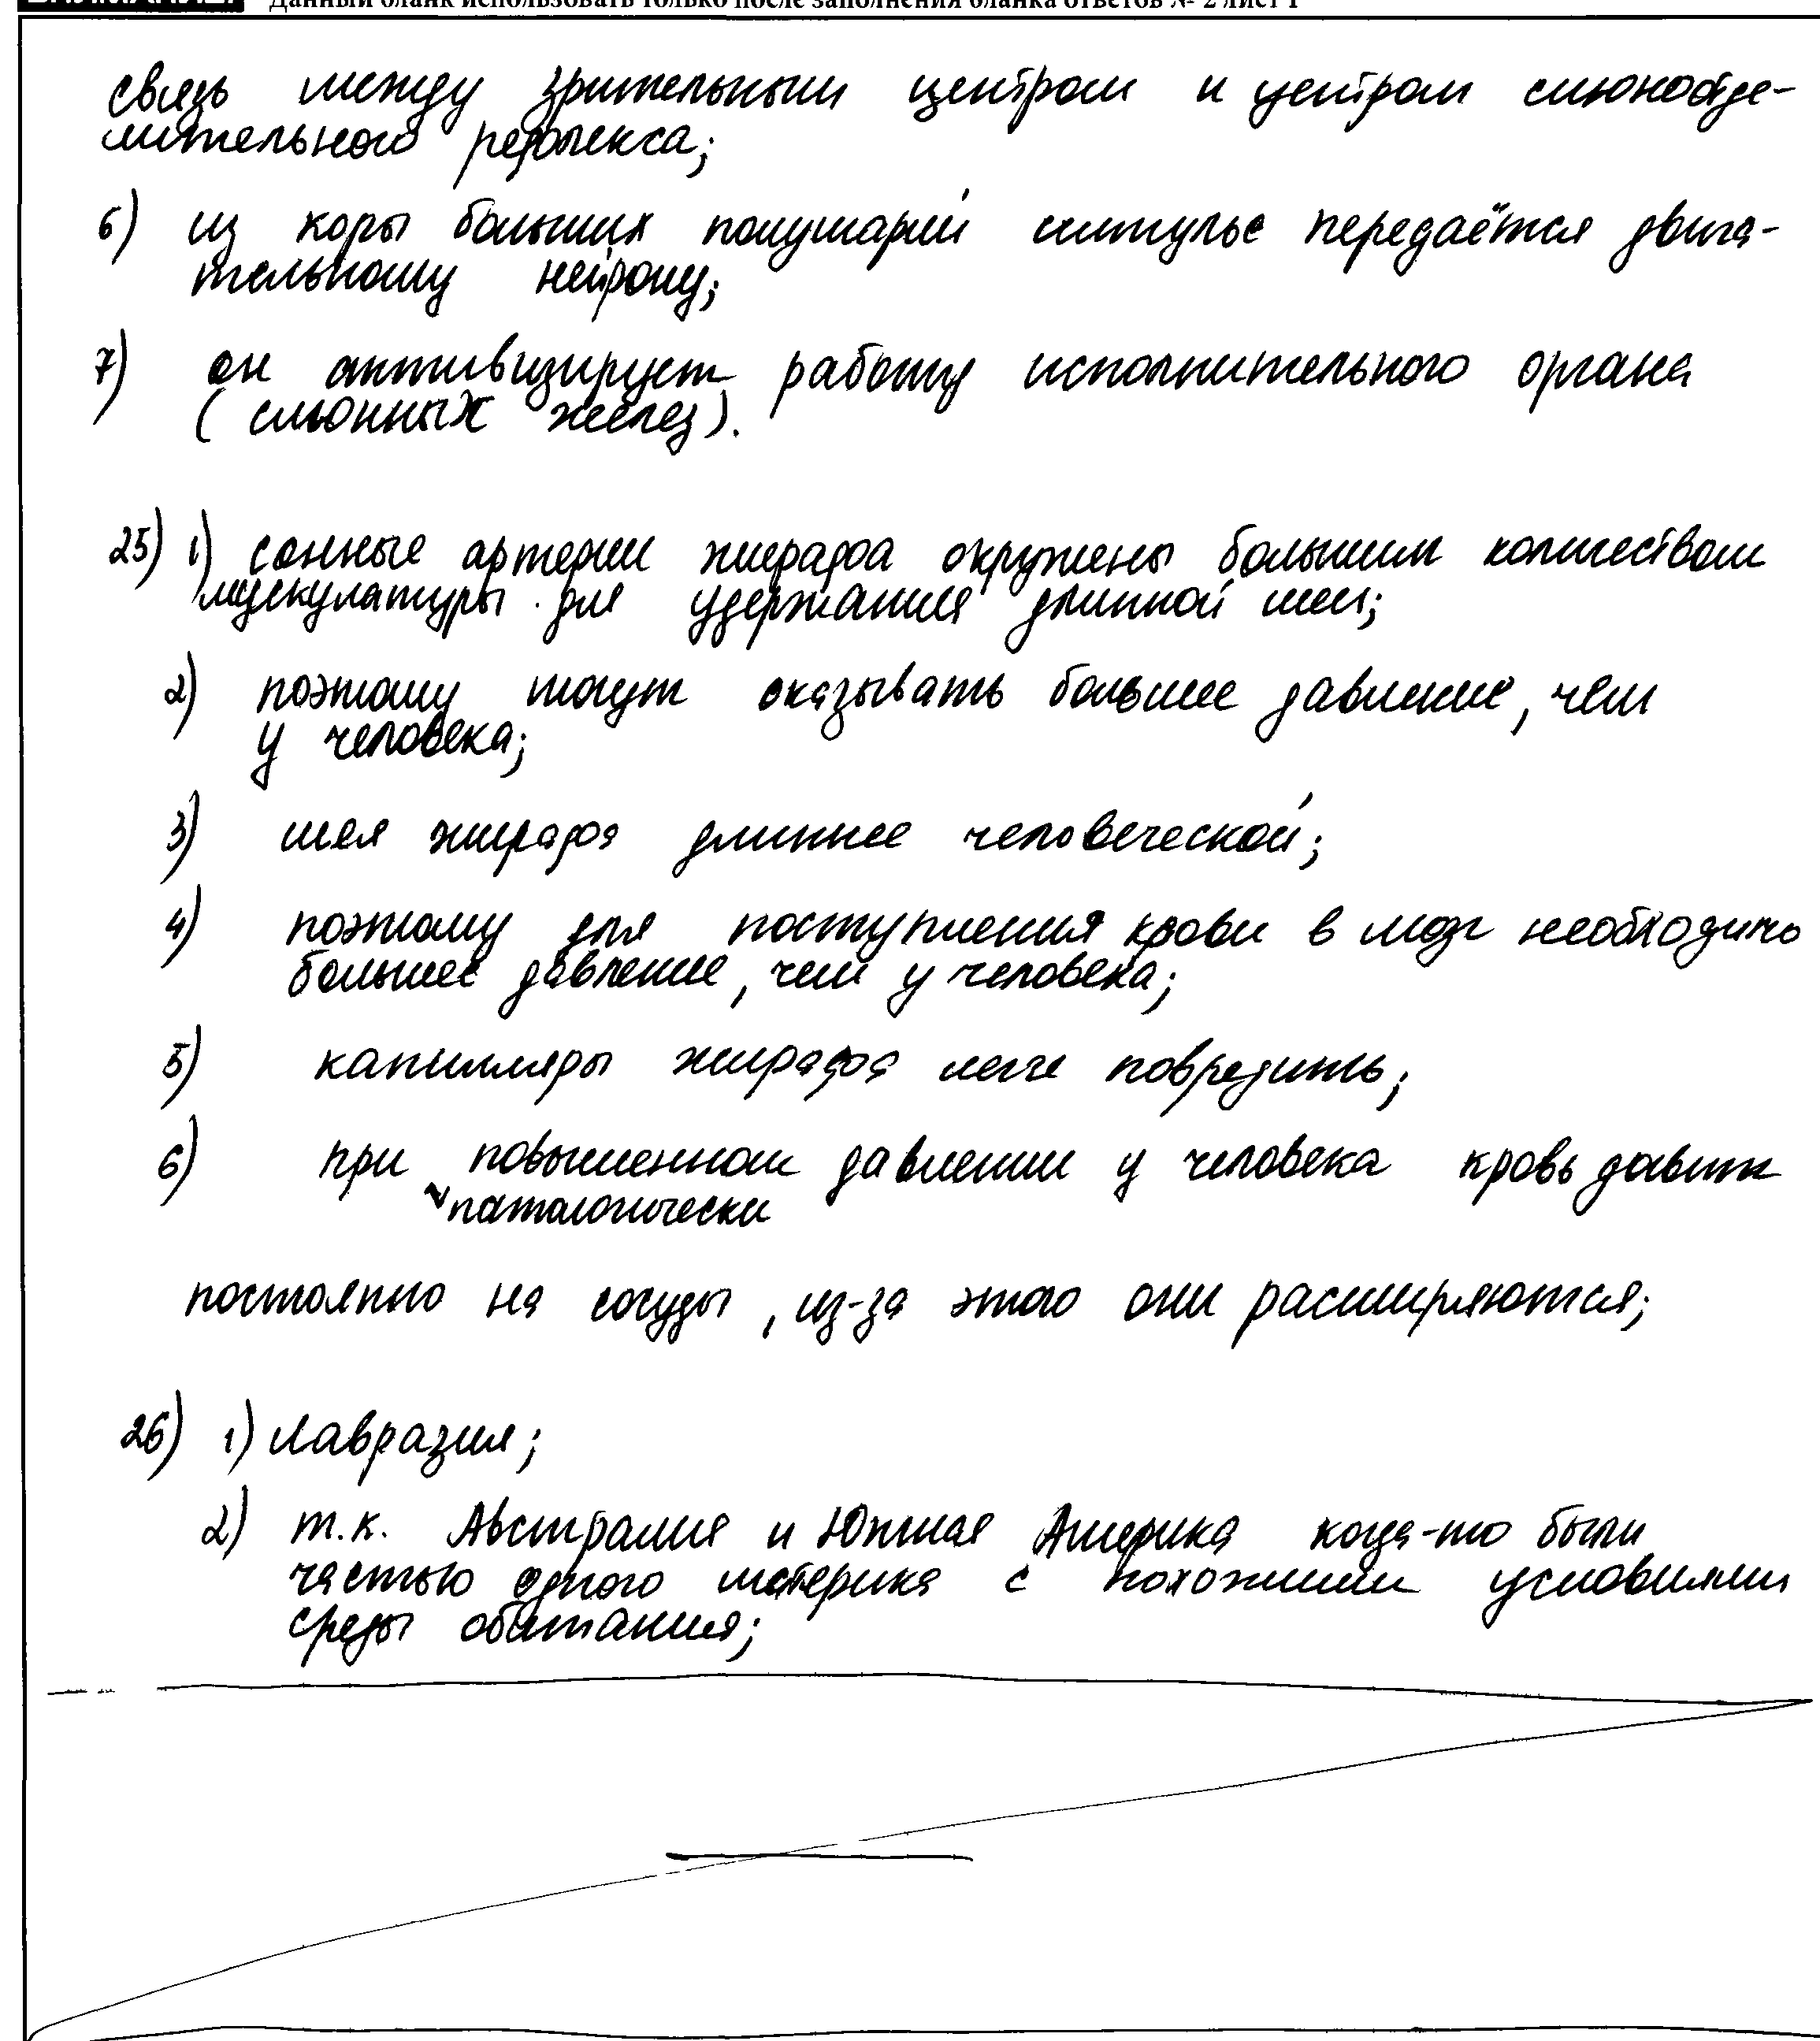 Данный бланк использовать только после заполнения бланка ответов № 2 лист 1
связь между зрительным центром и центром слюноотде-
лительного рефлекса;
6) из коры больших полушарий импульс передаётся двига-
тельному нейрону;
7) он активизирует работу исполнительного органа
(слюнных желез).
25) 1) сонные артерии жирафа окружены большим количеством
мускулатуры для удержания длинной шеи;
2) поэтому могут оказывать большее давление, чем
у человека;
3) шея жирафа длиннее человеческой;
4) поэтому для поступления крови в мозг необходимо
большее давление, чем у человека;
5) капилляры жирафа легче повредить;
6) при повышенном давлении у человека кровь давит
патологически
постоянно на сосуды, из-за этого они расширяются;
26) 1) Лавразия;
2) т.к. Австралия и Южная Америка когда-то были
частью одного материка с похожими условиями
среды обитания;